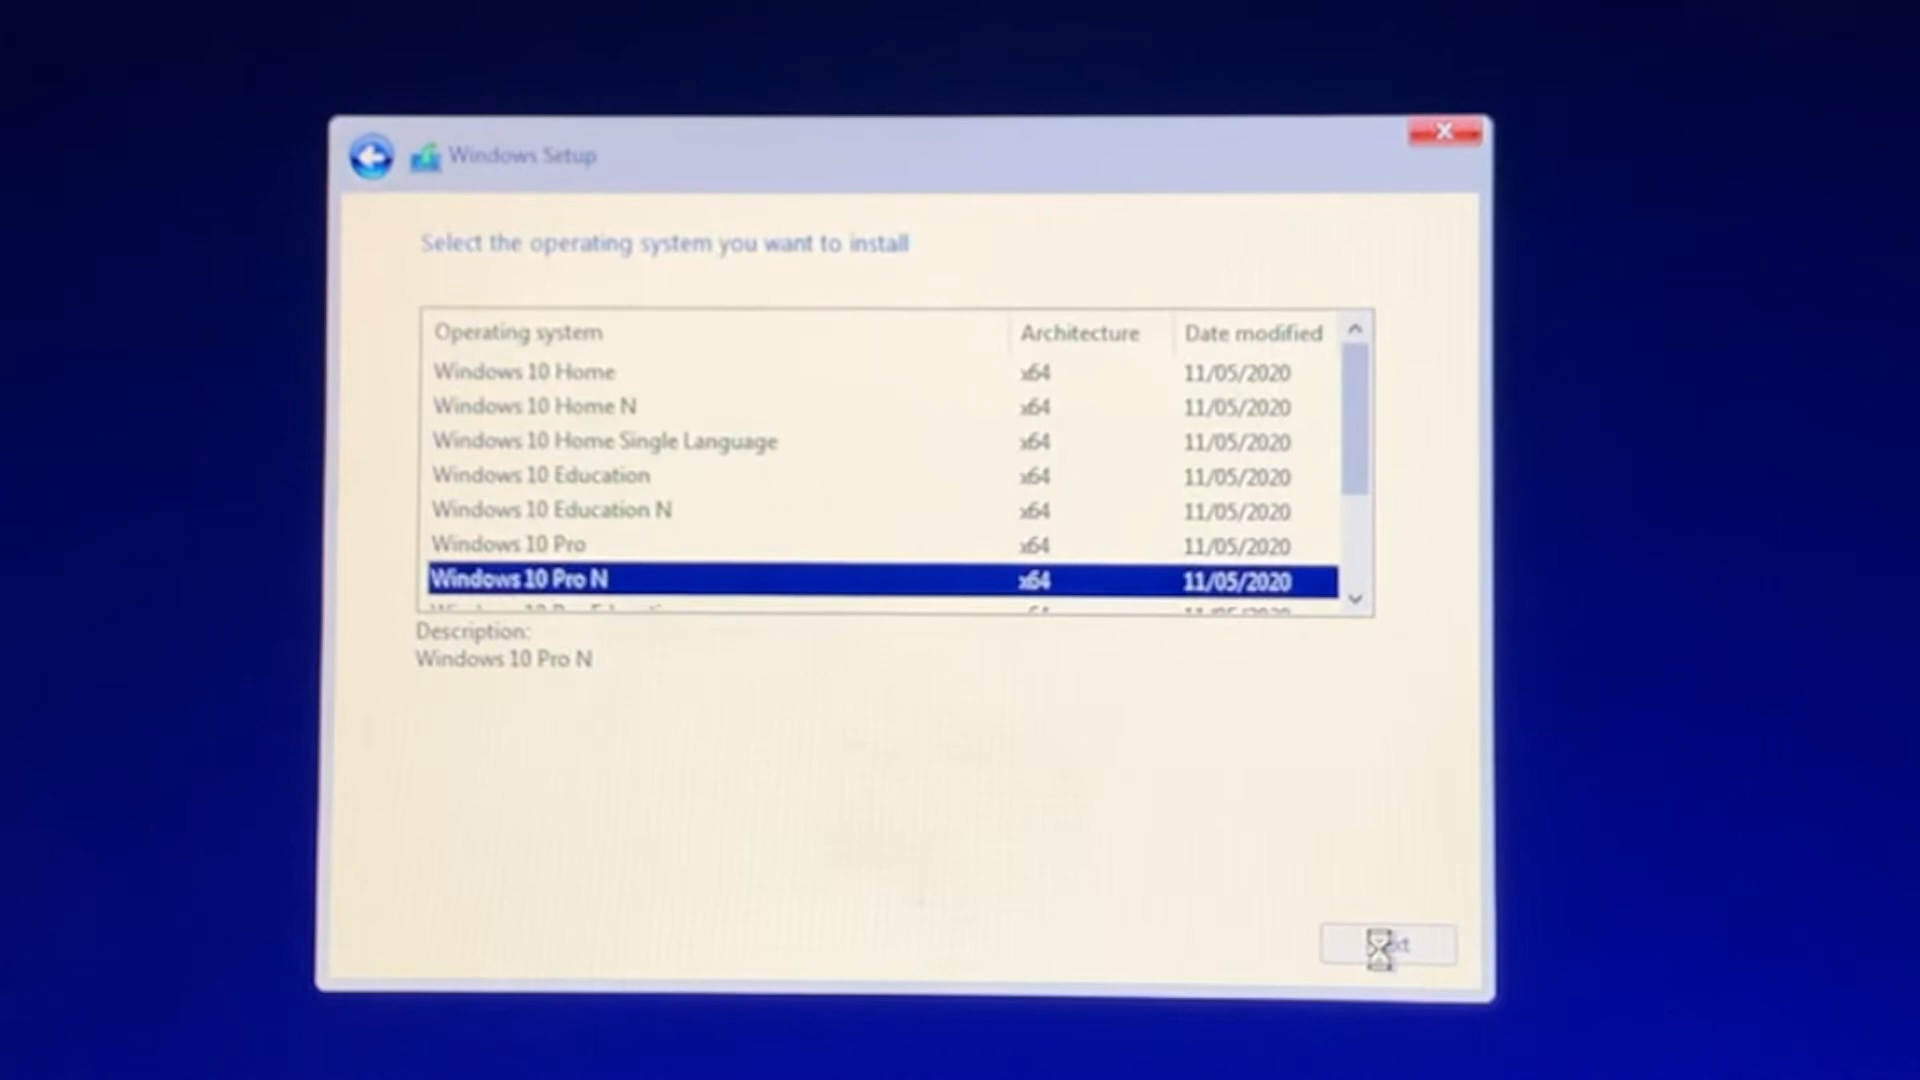 Windows Setup
Select the operating system you want to install
Operating system Architecture Date modified
Windows 10 Home x64 11/05/2020
Windows 10 Home N x64 11/05/2020
Windows 10 Home Single Language x64 11/05/2020
Windows 10 Education x64 11/05/2020
Windows 10 Education N x64 11/05/2020
Windows 10 Pro x64 11/05/2020
Windows 10 Pro N x64 11/05/2020
Description:
Windows 10 Pro N